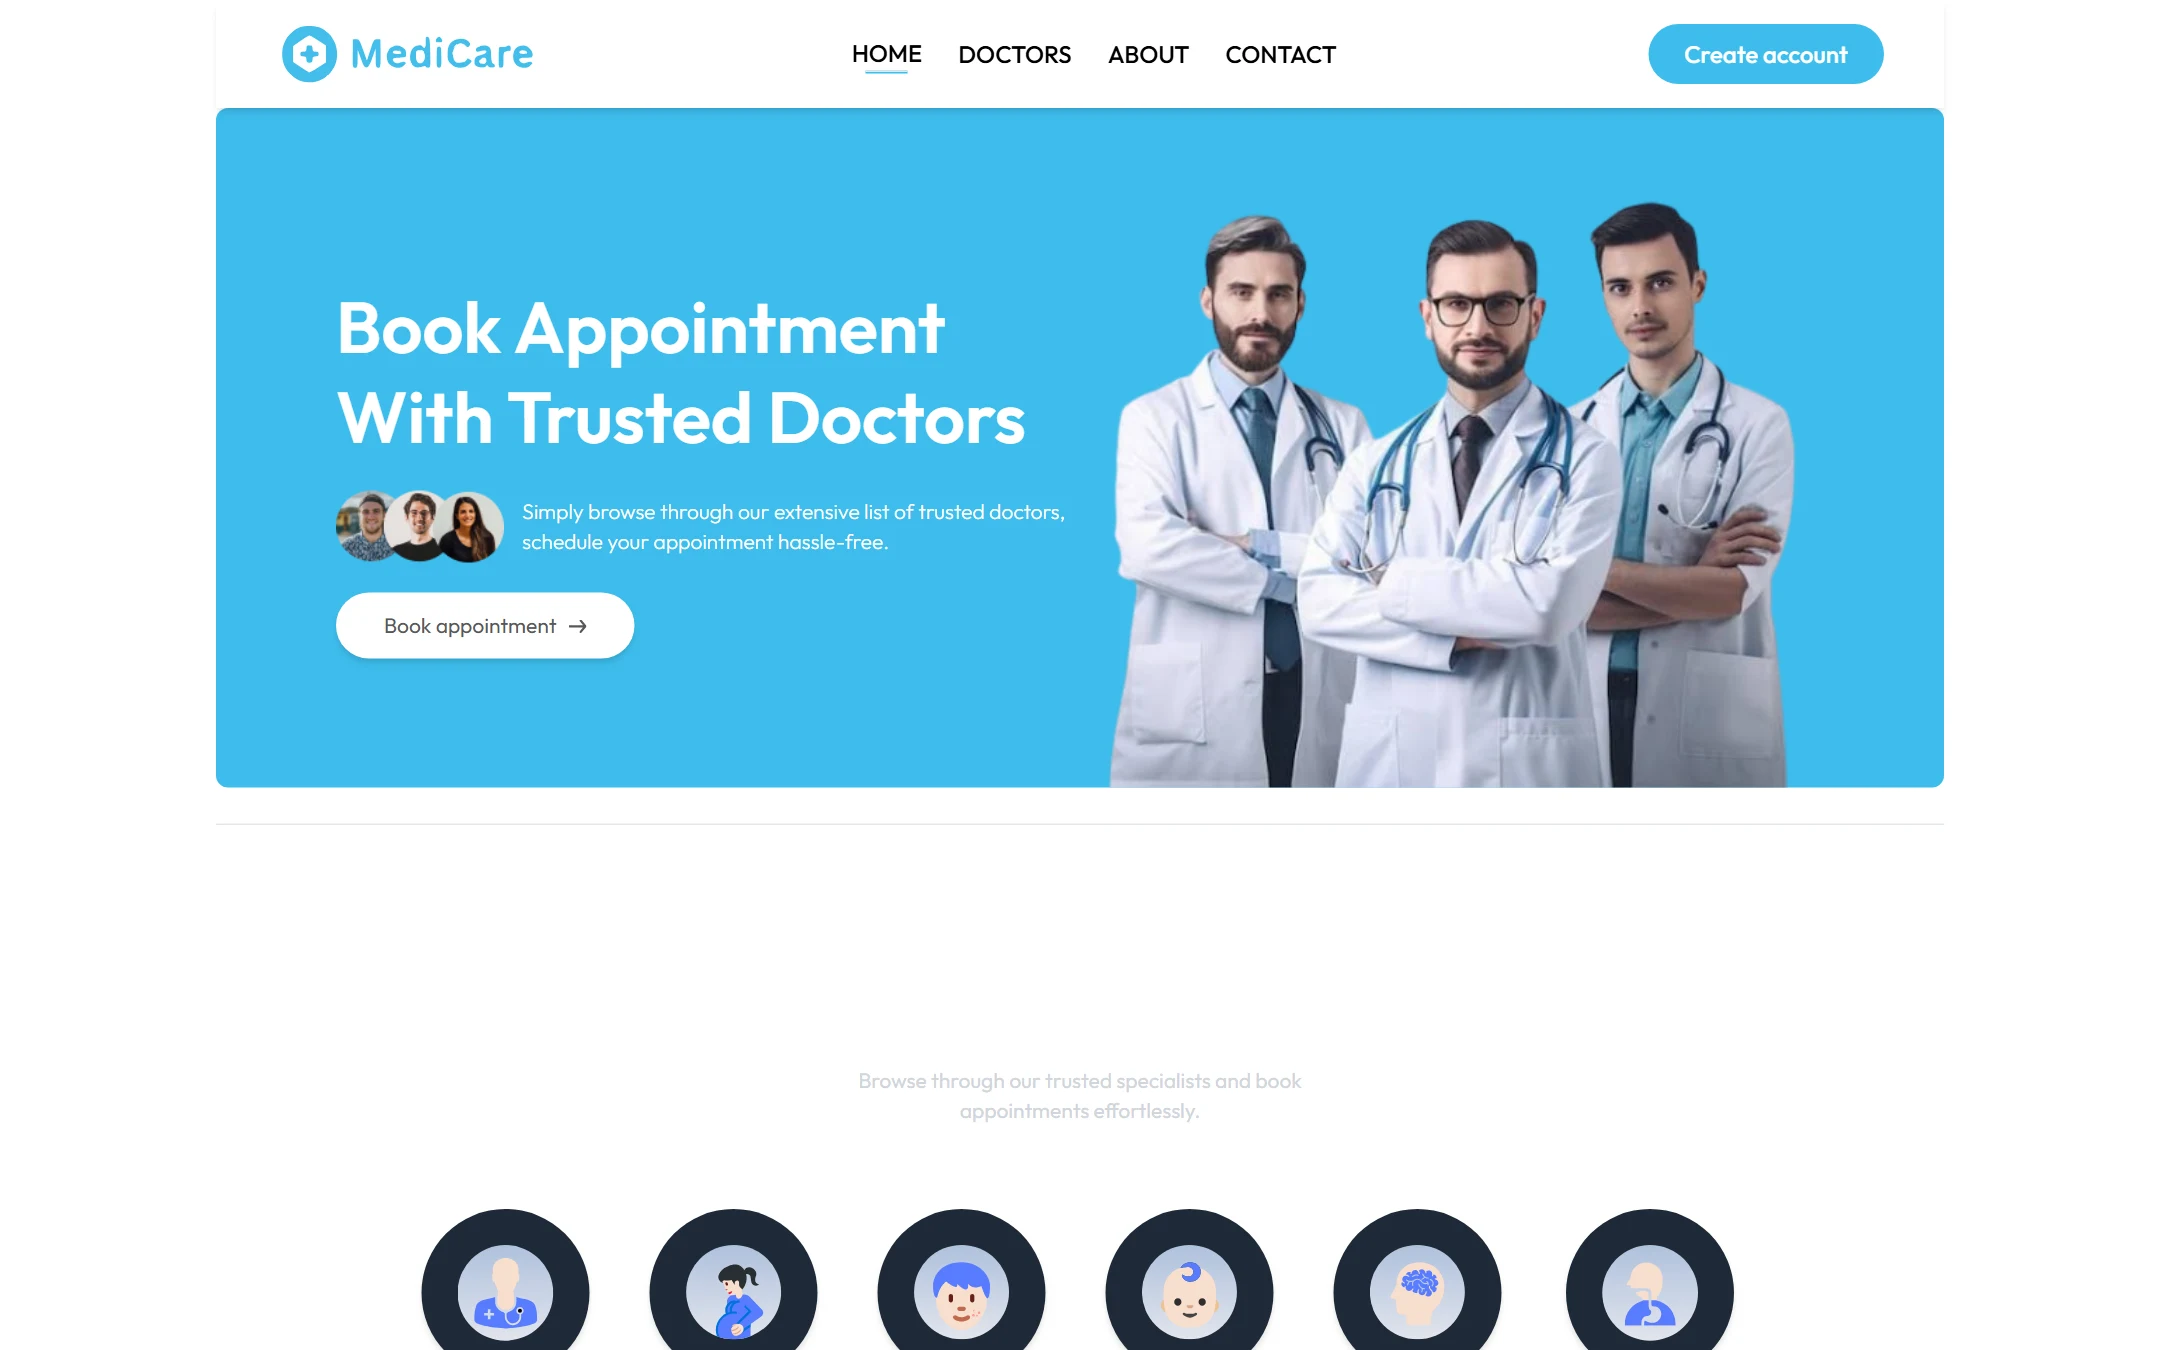 MediCare
HOME
DOCTORS
ABOUT
CONTACT
Create account
Book Appointment
With Trusted Doctors
Simply browse through our extensive list of trusted doctors,
schedule your appointment hassle-free.
Book appointment →
Browse through our trusted specialists and book
appointments effortlessly.